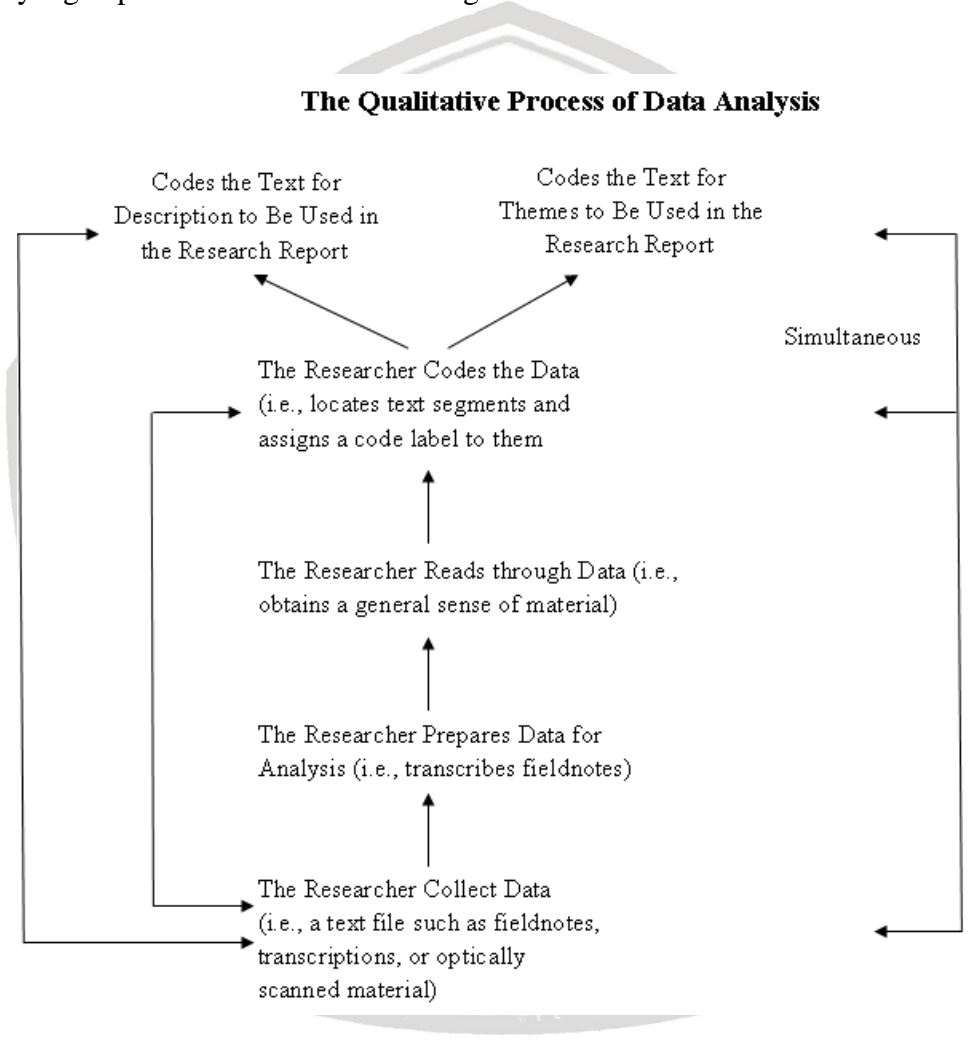 The Qualitative Process of Data Analysis
Codes the Text for
Description to Be Used in
the Research Report
Codes the Text for
Themes to Be Used in the
Research Report
Simultaneous
The Researcher Codes the Data
(i.e., locates text segments and
assigns a code label to them
The Researcher Reads through Data (i.e.,
obtains a general sense of material)
The Researcher Prepares Data for
Analysis (i.e., transcribes fieldnotes)
The Researcher Collect Data
(i.e., a text file such as fieldnotes,
transcriptions, or optically
scanned material)